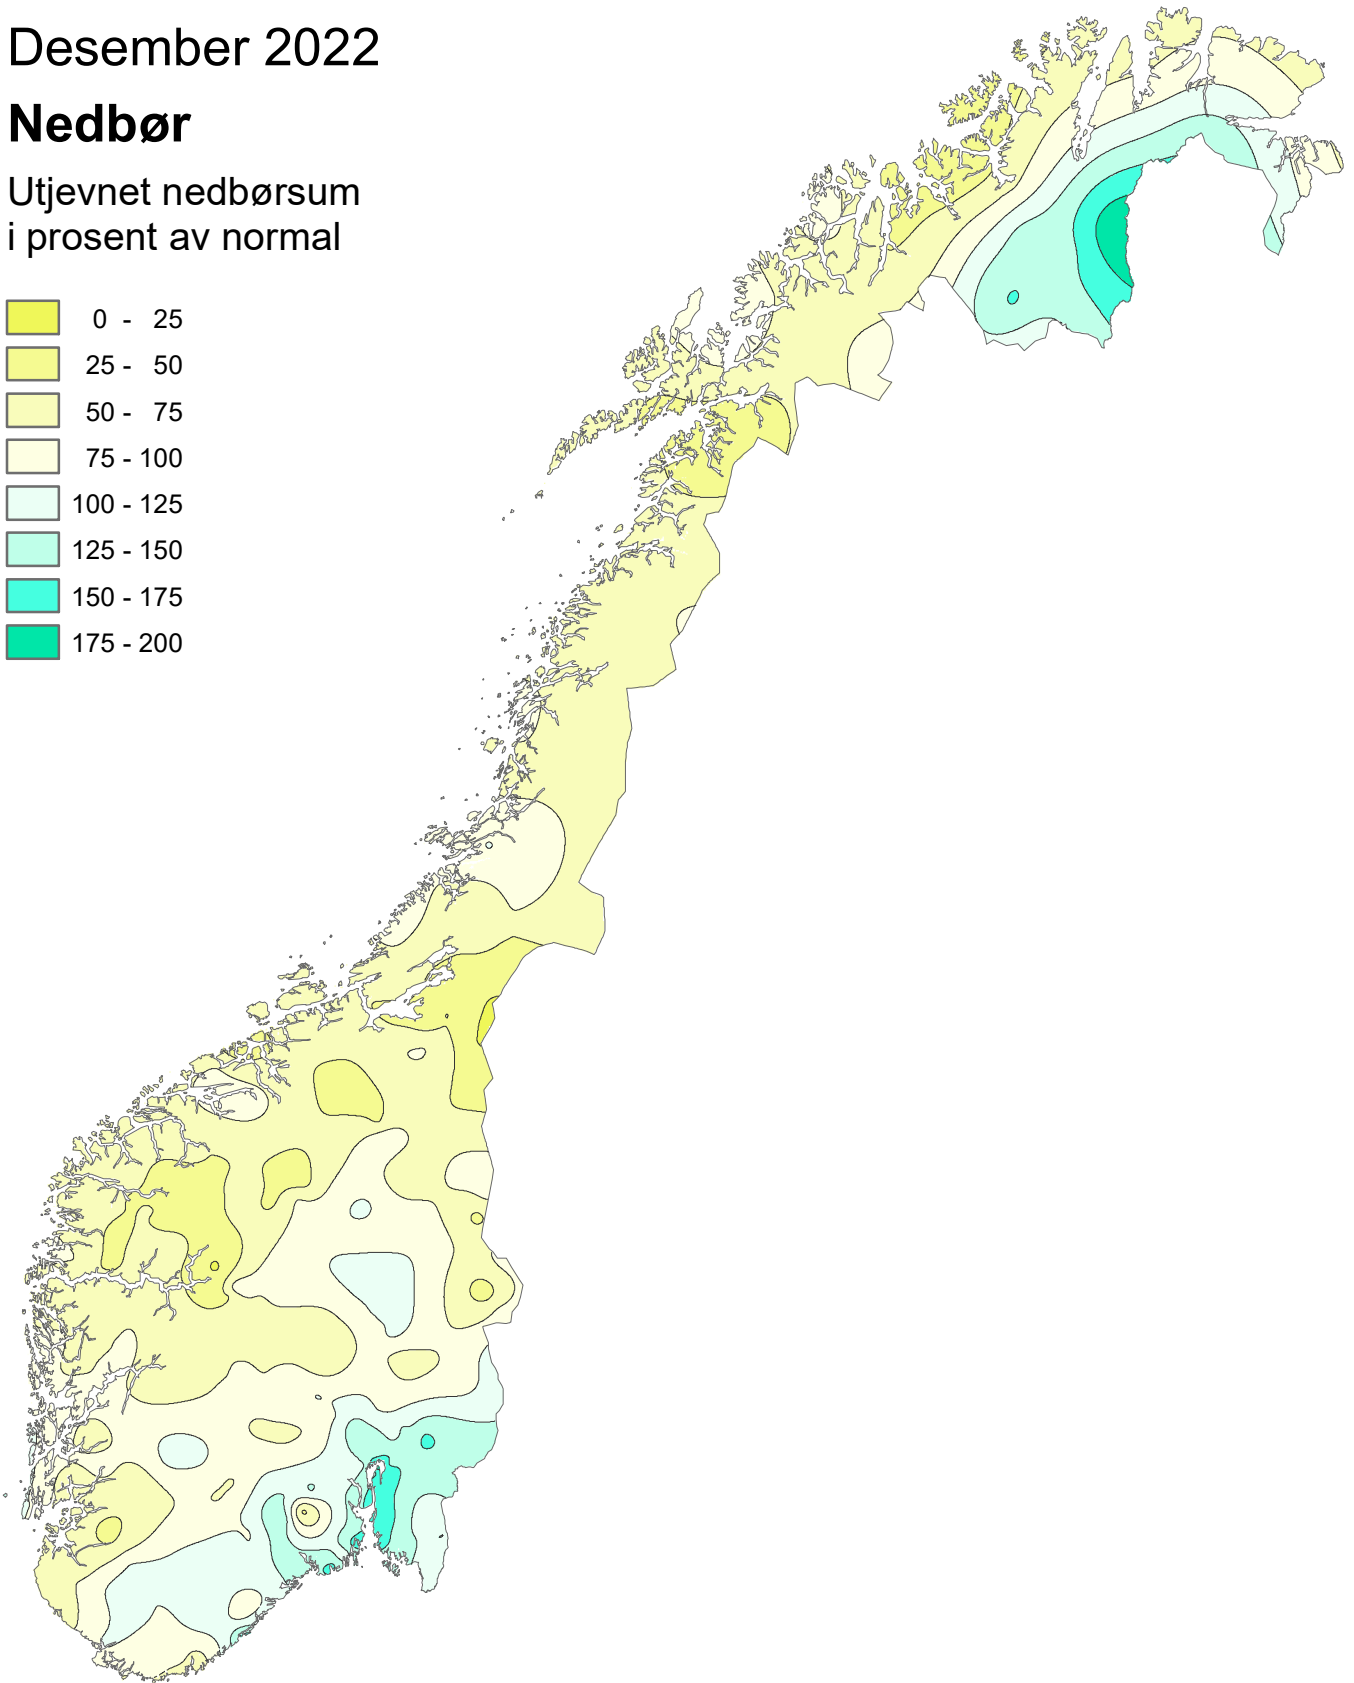 Desember 2022
Nedbør
Utjevnet nedbørsum
i prosent av normal
0 - 25
25 - 50
50 - 75
75 - 100
100 - 125
125 - 150
150 - 175
175 - 200